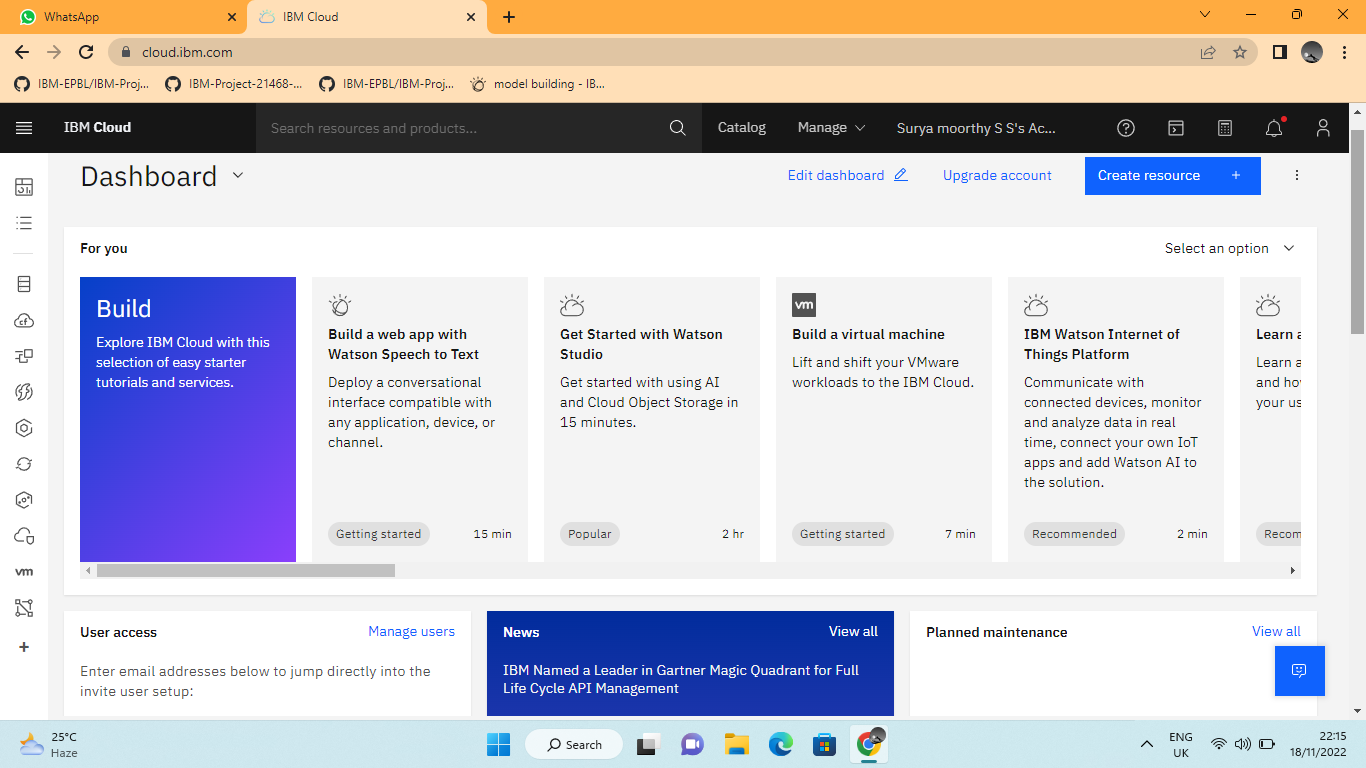 WhatsApp
IBM Cloud
cloud.ibm.com
IBM-EPBL/IBM-Proj...
IBM-Project-21468-...
IBM-EPBL/IBM-Proj...
model building - IB...
IBM Cloud
Search resources and products...
Catalog
Manage
Surya moorthy S S's Ac...
Dashboard
Edit dashboard
Upgrade account
Create resource +
For you
Select an option
Build
Explore IBM Cloud with this
selection of easy starter
tutorials and services.
Build a web app with
Watson Speech to Text
Deploy a conversational
interface compatible with
any application, device, or
channel.
Getting started
15 min
Get Started with Watson
Studio
Get started with using AI
and Cloud Object Storage in
15 minutes.
Popular
2 hr
vm
Build a virtual machine
Lift and shift your VMware
workloads to the IBM Cloud.
Getting started
7 min
IBM Watson Internet of
Things Platform
Communicate with
connected devices, monitor
and analyze data in real
time, connect your own IoT
apps and add Watson AI to
the solution.
Recommended
2 min
Learn a
Learn a
and ho
your us
Recom
cf
vm
User access
Manage users
Enter email addresses below to jump directly into the
invite user setup:
News
View all
IBM Named a Leader in Gartner Magic Quadrant for Full
Life Cycle API Management
Planned maintenance
View all
25°C
Haze
Search
ENG
UK
22:15
18/11/2022